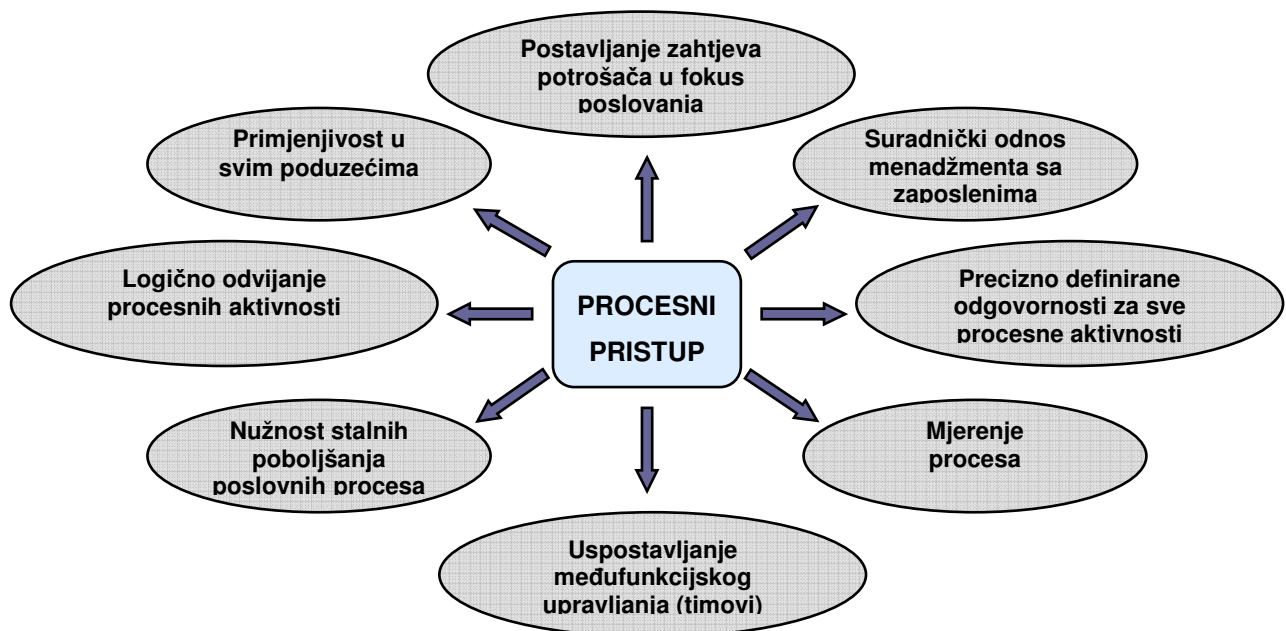 Postavljanje zahtjeva
potrošača u fokus
poslovanja
Primjenjivost u
svim poduzećima
Suradnički odnos
menadžmenta sa
zaposlenima
Logično odvijanje
procesnih aktivnosti
PROCESNI
PRISTUP
Precizno definirane
odgovornosti za sve
procesne aktivnosti
Nužnost stalnih
poboljšanja
poslovnih procesa
Mjerenje
procesa
Uspostavljanje
međufunkcijskog
upravljanja (timovi)